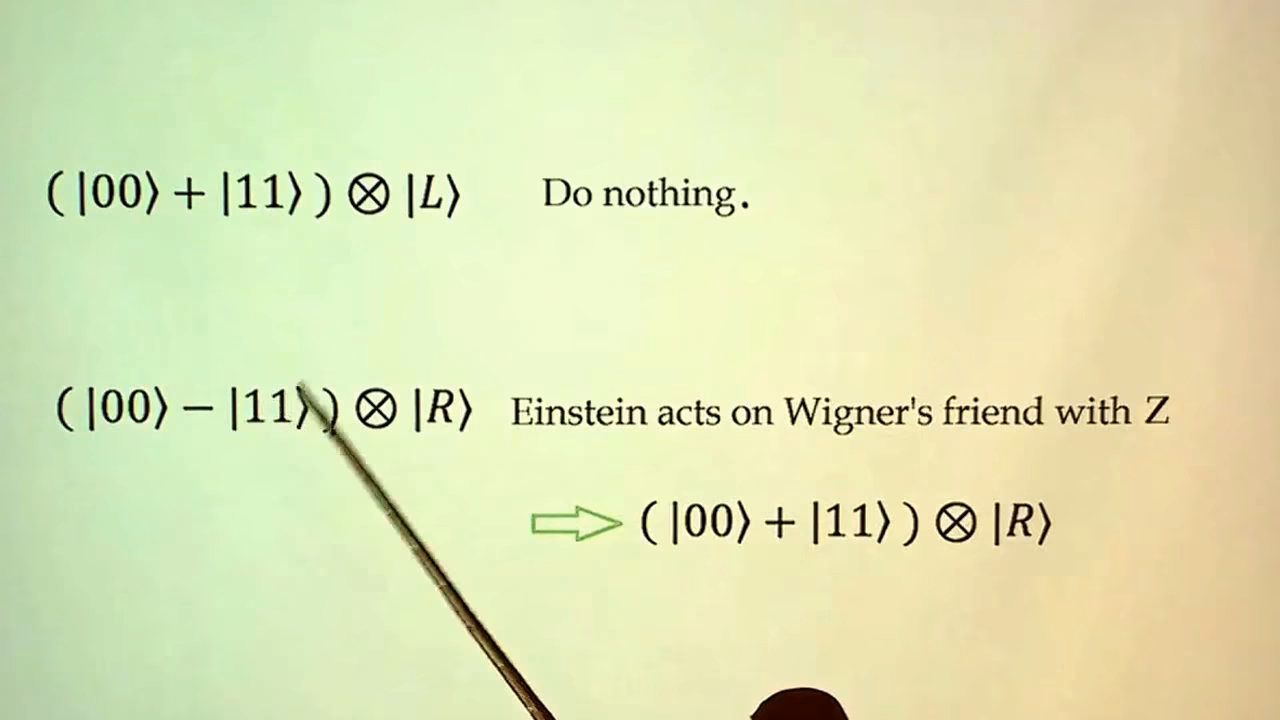 ( |00⟩ + |11⟩ ) ⊗ |L⟩ Do nothing.
( |00⟩ − |11⟩ ) ⊗ |R⟩ Einstein acts on Wigner's friend with Z
⇨ ( |00⟩ + |11⟩ ) ⊗ |R⟩